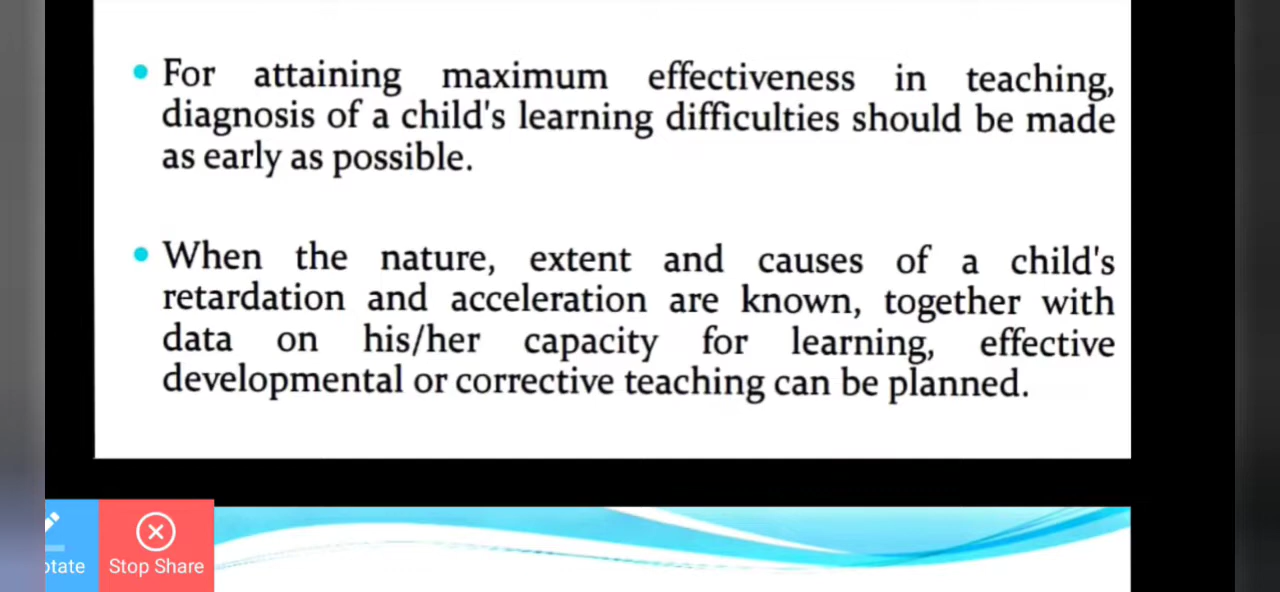 For attaining maximum effectiveness in teaching,
diagnosis of a child's learning difficulties should be made
as early as possible.
When the nature, extent and causes of a child's
retardation and acceleration are known, together with
data on his/her capacity for learning, effective
developmental or corrective teaching can be planned.
otate Stop Share